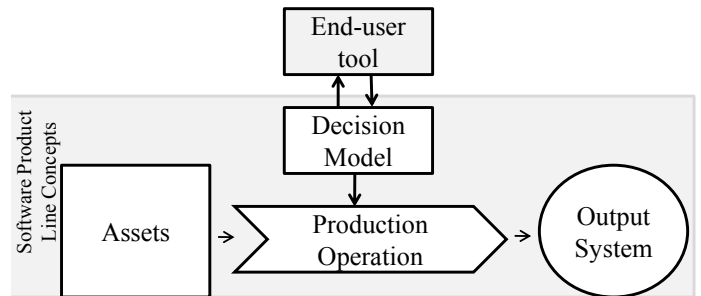 End-user
tool
Decision
Model
Software Product
Line Concepts
Assets
Production
Operation
Output
System